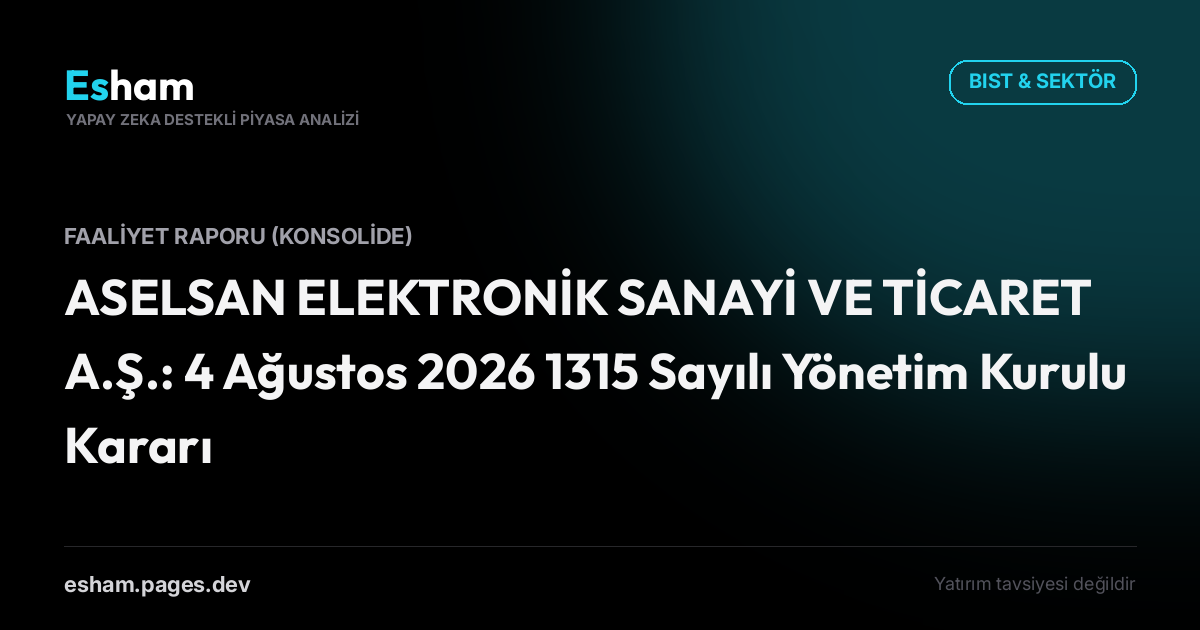 Esham
BIST & SEKTÖR
YAPAY ZEKA DESTEKLİ PİYASA ANALİZİ
FAALİYET RAPORU (KONSOLİDE)
ASELSAN ELEKTRONİK SANAYİ VE TİCARET
A.Ş.: 4 Ağustos 2026 1315 Sayılı Yönetim Kurulu
Kararı
esham.pages.dev
Yatırım tavsiyesi değildir